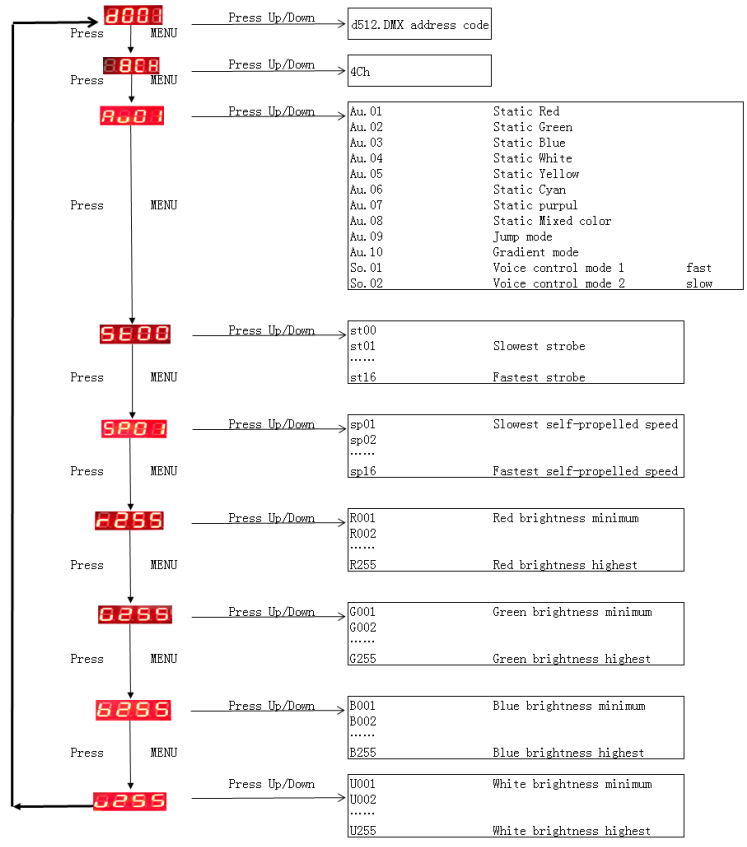 d001 Press Up/Down d512.DMX address code
Press MENU
8CH Press Up/Down 4Ch
Press MENU
Au01 Press Up/Down Au.01 Static Red
Au.02 Static Green
Au.03 Static Blue
Au.04 Static White
Au.05 Static Yellow
Au.06 Static Cyan
Au.07 Static purpul
Press MENU
Au.08 Static Mixed color
Au.09 Jump mode
Au.10 Gradient mode
So.01 Voice control mode 1 fast
So.02 Voice control mode 2 slow
St00 Press Up/Down st00
st01 Slowest strobe
......
Press MENU
st16 Fastest strobe
SP01 Press Up/Down sp01 Slowest self-propelled speed
sp02
......
Press MENU
sp16 Fastest self-propelled speed
r255 Press Up/Down R001 Red brightness minimum
R002
......
Press MENU
R255 Red brightness highest
G255 Press Up/Down G001 Green brightness minimum
G002
......
Press MENU
G255 Green brightness highest
b255 Press Up/Down B001 Blue brightness minimum
B002
......
Press MENU
B255 Blue brightness highest
u255 Press Up/Down U001 White brightness minimum
U002
......
U255 White brightness highest